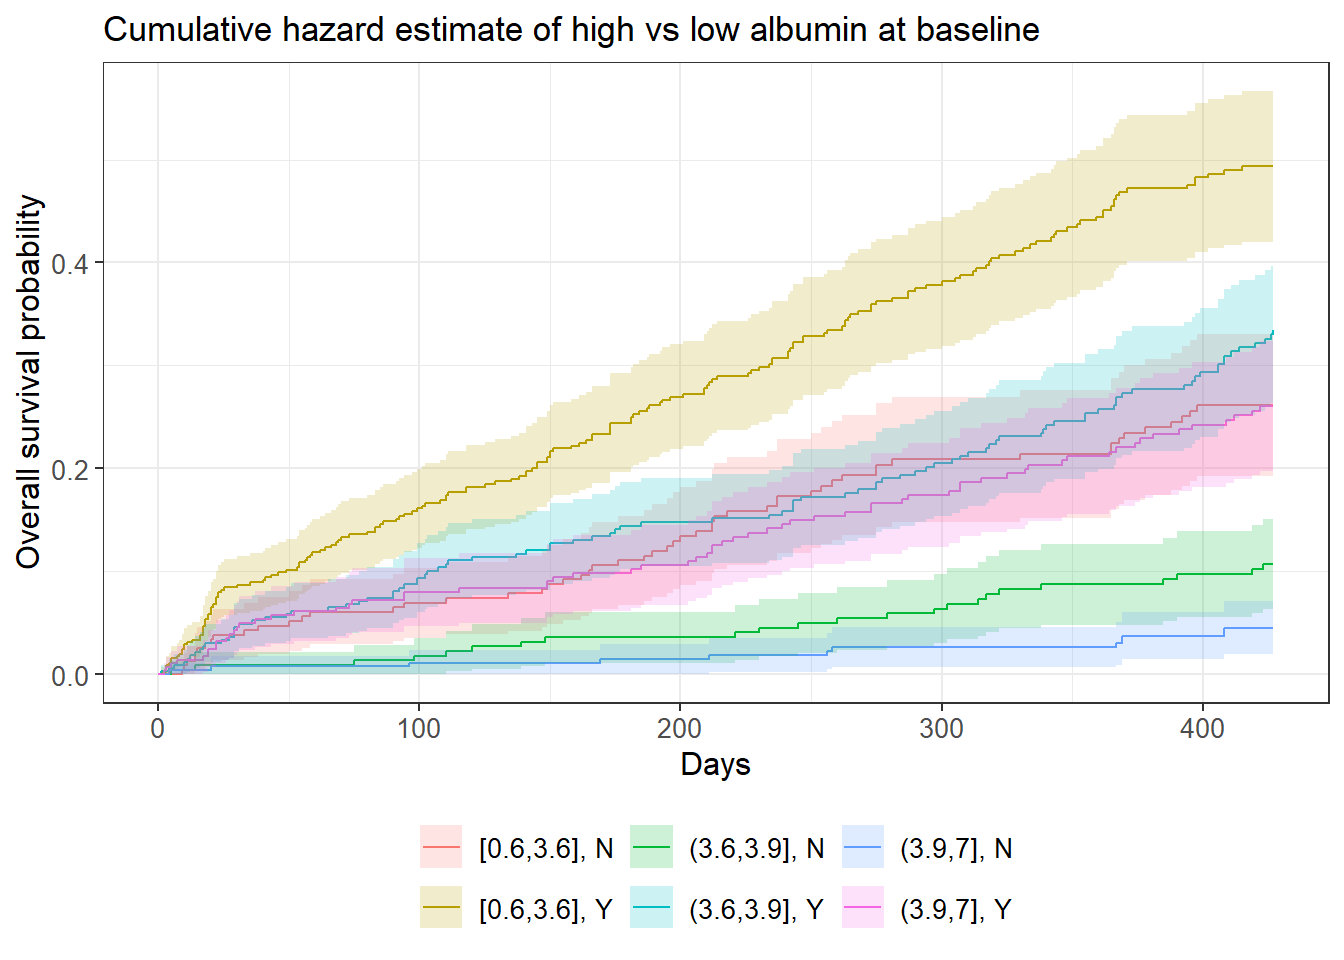 Cumulative hazard estimate of high vs low albumin at baseline
Overall survival probability
0.4
0.2
0.0
0 100 200 300 400
Days
[0.6,3.6], N (3.6,3.9], N (3.9,7], N
[0.6,3.6], Y (3.6,3.9], Y (3.9,7], Y